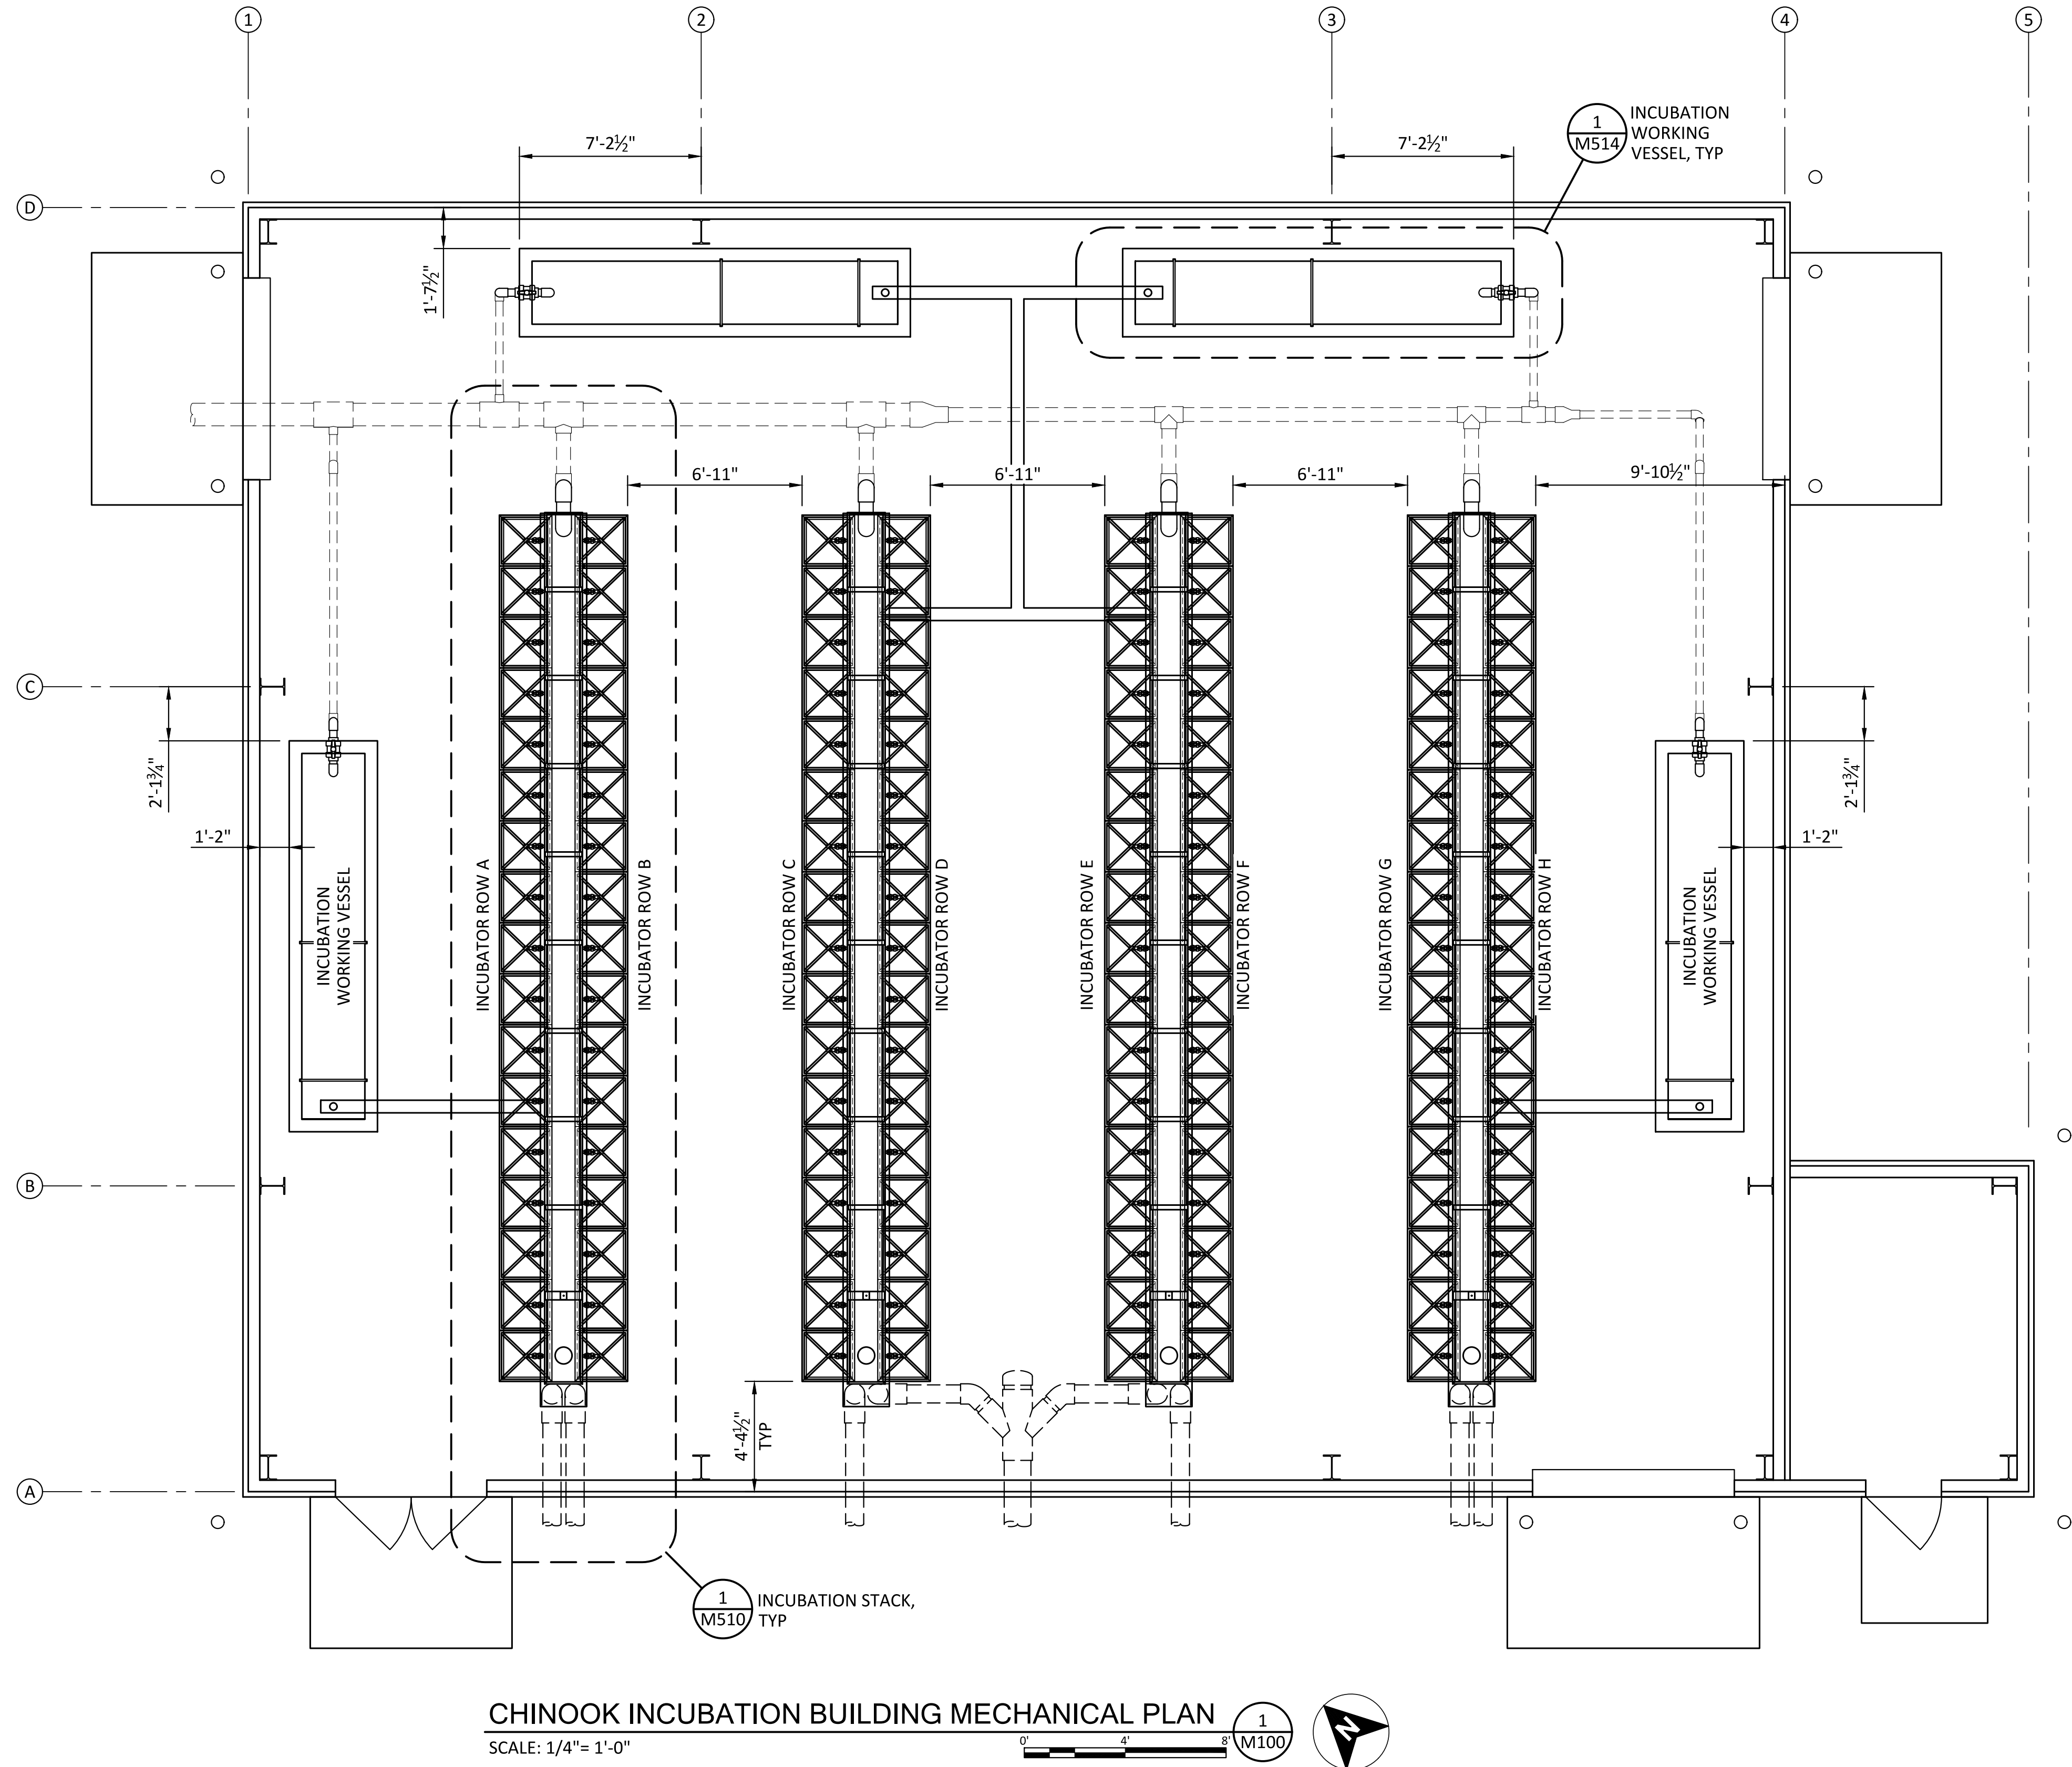 1
2
3
4
5
7'-2½"
7'-2½"
1
M514
INCUBATION
WORKING
VESSEL, TYP
D
1'-7½"
6'-11"
6'-11"
6'-11"
9'-10½"
C
2'-1¾"
2'-1¾"
1'-2"
1'-2"
INCUBATION
WORKING VESSEL
INCUBATOR ROW A
INCUBATOR ROW B
INCUBATOR ROW C
INCUBATOR ROW D
INCUBATOR ROW E
INCUBATOR ROW F
INCUBATOR ROW G
INCUBATOR ROW H
INCUBATION
WORKING VESSEL
B
4'-4½"
TYP
A
1
M510
INCUBATION STACK,
TYP
CHINOOK INCUBATION BUILDING MECHANICAL PLAN
SCALE: 1/4"= 1'-0"
0'
4'
8'
1
M100
N